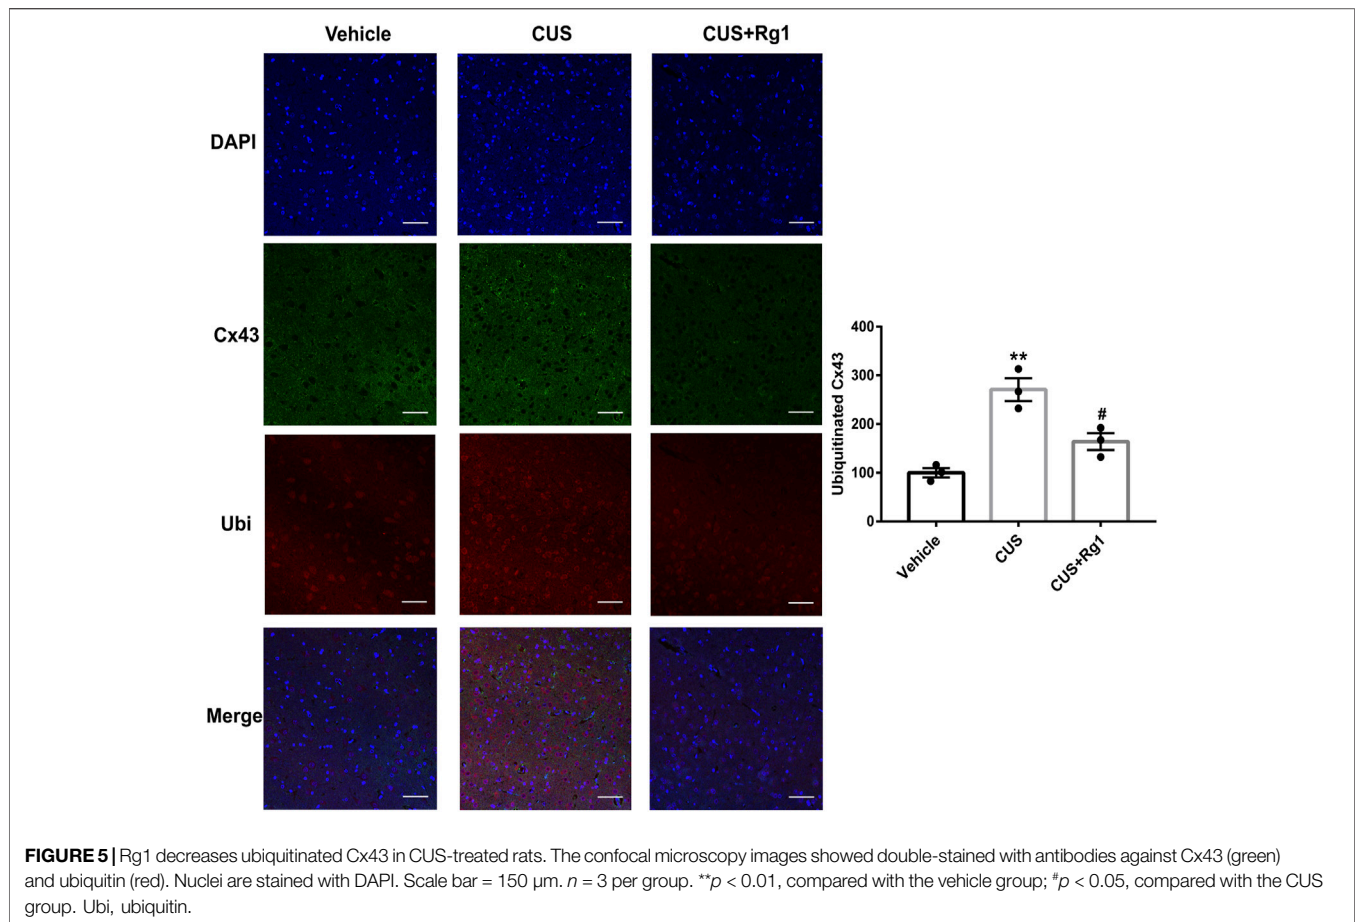 Vehicle CUS CUS+Rg1
DAPI
Cx43
Ubi
Merge
Ubiquitinated Cx43
400
300
200
100
0
**
#
Vehicle CUS CUS+Rg1
FIGURE 5 | Rg1 decreases ubiquitinated Cx43 in CUS-treated rats. The confocal microscopy images showed double-stained with antibodies against Cx43 (green)
and ubiquitin (red). Nuclei are stained with DAPI. Scale bar = 150 μm. n = 3 per group. **p < 0.01, compared with the vehicle group; #p < 0.05, compared with the CUS
group. Ubi, ubiquitin.